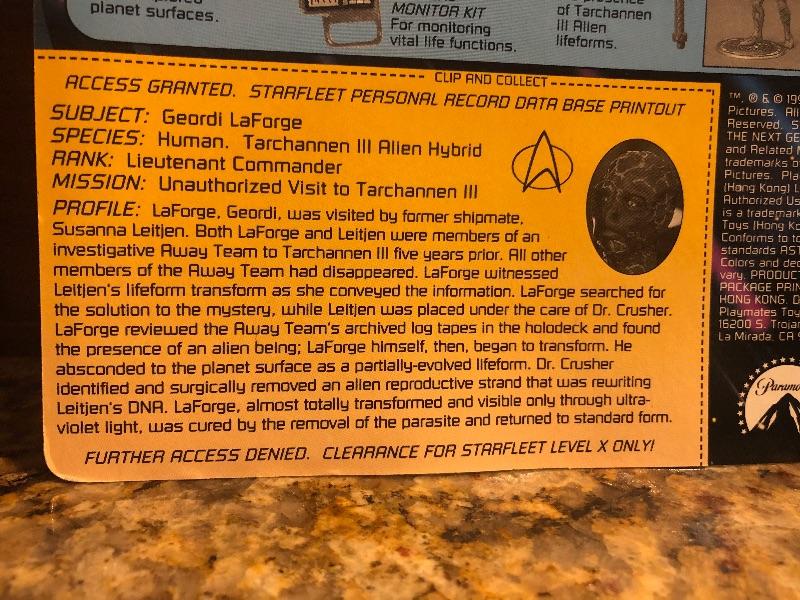 planet surfaces.
MONITOR KIT
For monitoring
vital life functions.
of Tarchannen
III Alien
lifeforms.
CLIP AND COLLECT
ACCESS GRANTED. STARFLEET PERSONAL RECORD DATA BASE PRINTOUT
SUBJECT: Geordi LaForge
SPECIES: Human. Tarchannen III Alien Hybrid
RANK: Lieutenant Commander
MISSION: Unauthorized Visit to Tarchannen III
PROFILE: LaForge, Geordi, was visited by former shipmate,
Susanna Leitjen. Both LaForge and Leitjen were members of an
investigative Away Team to Tarchannen III five years prior. All other
members of the Away Team had disappeared. LaForge witnessed
Leitjen's lifeform transform as she conveyed the information. LaForge searched for
the solution to the mystery, while Leitjen was placed under the care of Dr. Crusher.
LaForge reviewed the Away Team's archived log tapes in the holodeck and found
the presence of an alien being; LaForge himself, then, began to transform. He
absconded to the planet surface as a partially-evolved lifeform. Dr. Crusher
identified and surgically removed an alien reproductive strand that was rewriting
Leitjen's DNA. LaForge, almost totally transformed and visible only through ultra-
violet light, was cured by the removal of the parasite and returned to standard form.
FURTHER ACCESS DENIED. CLEARANCE FOR STARFLEET LEVEL X ONLY!
™, ® & ©
Pictures. All
Reserved.
THE NEXT
and Related
trademarks
Pictures.
(Hong Kong)
Authorized
is a trademark
Toys (Hong
Conforms to
standards
Colors and
vary. PRODUCT
PACKAGE
HONG KONG.
Playmates
16200 S.
La Mirada, CA